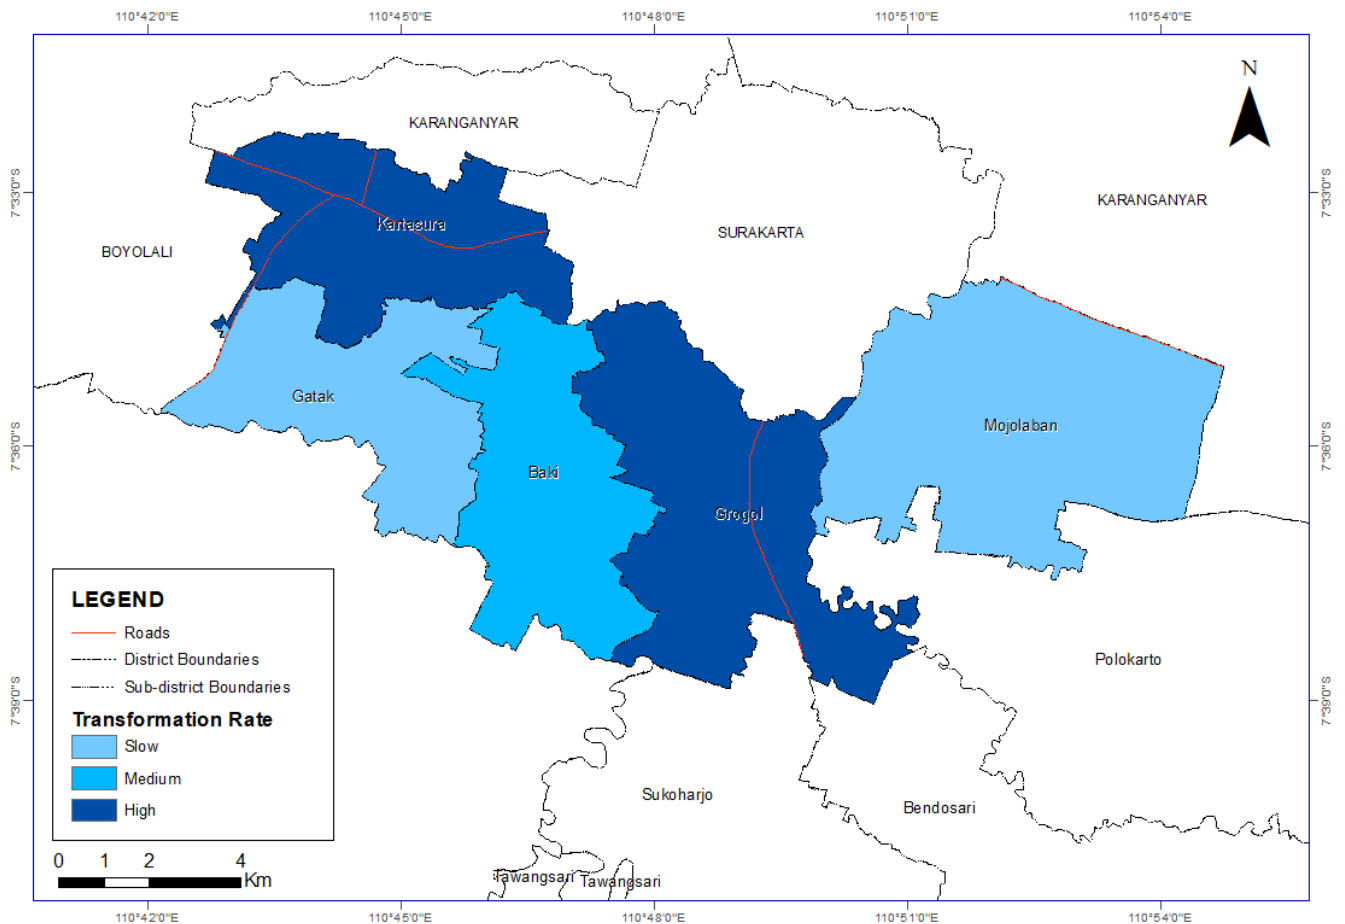 110°42'0"E
110°45'0"E
110°48'0"E
110°51'0"E
110°54'0"E
N
KARANGANYAR
7°33'0"S
7°33'0"S
KARANGANYAR
Kartasura
SURAKARTA
BOYOLALI
Gatak
Mojolaban
7°36'0"S
7°36'0"S
Baki
Grogol
LEGEND
Roads
District Boundaries
Sub-district Boundaries
Transformation Rate
Slow
Medium
High
Polokarto
7°39'0"S
7°39'0"S
Sukoharjo
Bendosari
0 1 2 4
Km
Tawangsari
Tawangsari
110°42'0"E
110°45'0"E
110°48'0"E
110°51'0"E
110°54'0"E